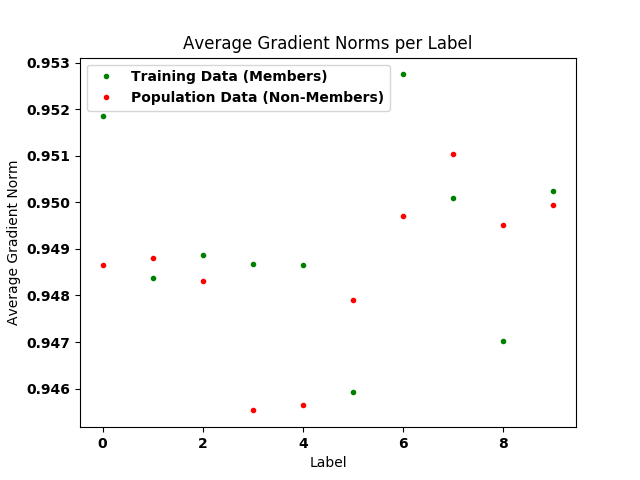 Average Gradient Norms per Label
Training Data (Members)
Population Data (Non-Members)
Average Gradient Norm
0.953
0.952
0.951
0.950
0.949
0.948
0.947
0.946
0 2 4 6 8
Label